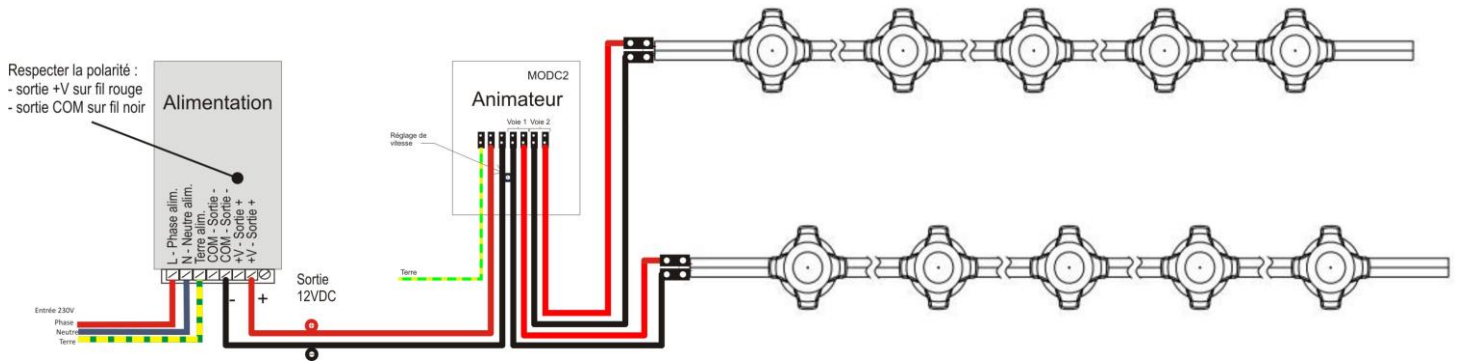 Respecter la polarité :
- sortie +V sur fil rouge
- sortie COM sur fil noir
Alimentation
L - Phase alim.
N - Neutre alim.
Terre alim.
COM - Sortie -
COM - Sortie -
+V - Sortie +
+V - Sortie +
- +
Entrée 230V
Phase
Neutre
Terre
Sortie
12VDC
MODC2
Animateur
Voie 1 Voie 2
Réglage de
vitesse
Terre